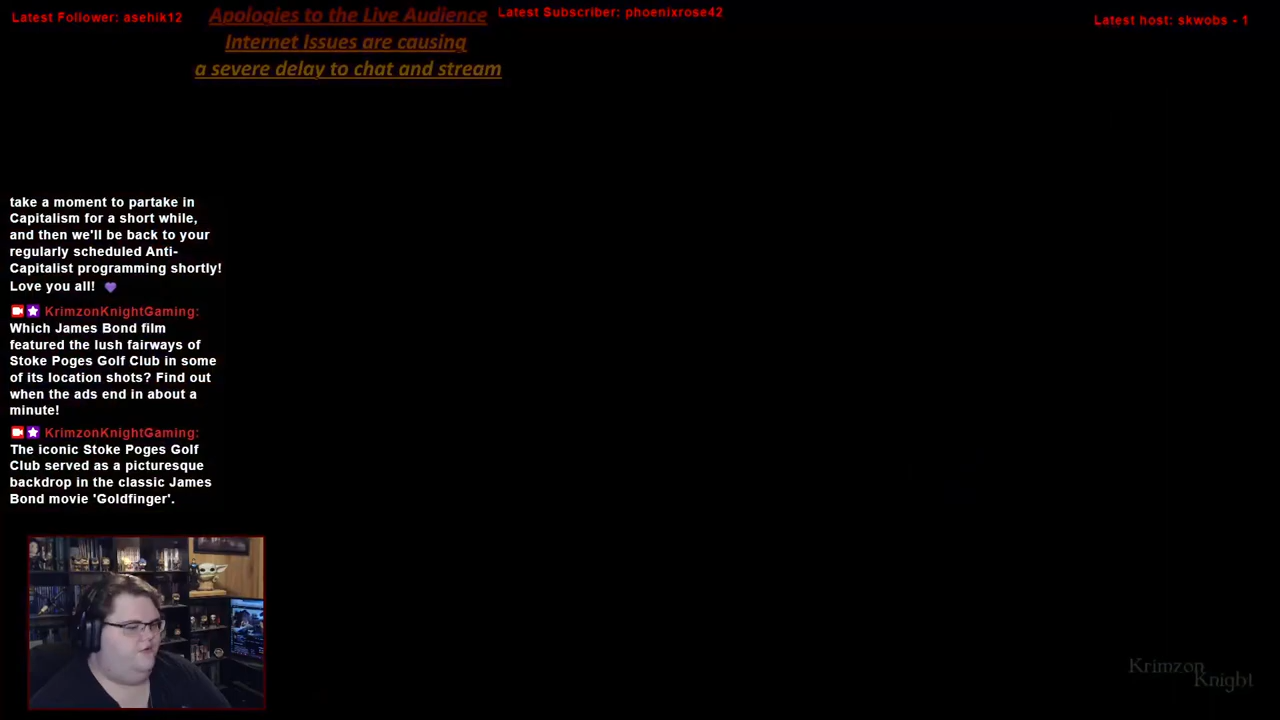 Latest Follower: asehik12
Apologies to the Live Audience
Internet Issues are causing
a severe delay to chat and stream
Latest Subscriber: phoenixrose42
Latest host: skwobs - 1
take a moment to partake in
Capitalism for a short while,
and then we'll be back to your
regularly scheduled Anti-
Capitalist programming shortly!
Love you all!
KrimzonKnightGaming:
Which James Bond film
featured the lush fairways of
Stoke Poges Golf Club in some
of its location shots? Find out
when the ads end in about a
minute!
KrimzonKnightGaming:
The iconic Stoke Poges Golf
Club served as a picturesque
backdrop in the classic James
Bond movie 'Goldfinger'.
Krimzon
Knight